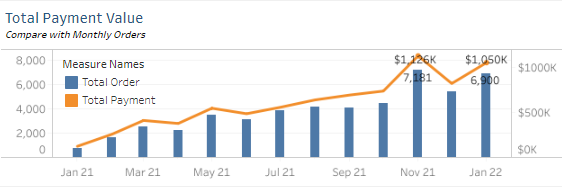 Total Payment Value
Compare with Monthly Orders
8,000
6,000
4,000
2,000
0
Measure Names
Total Order
Total Payment
$1,126K
7,181
$1,050K
6,900
$1000K
$500K
$0K
Jan 21 Mar 21 May 21 Jul 21 Sep 21 Nov 21 Jan 22